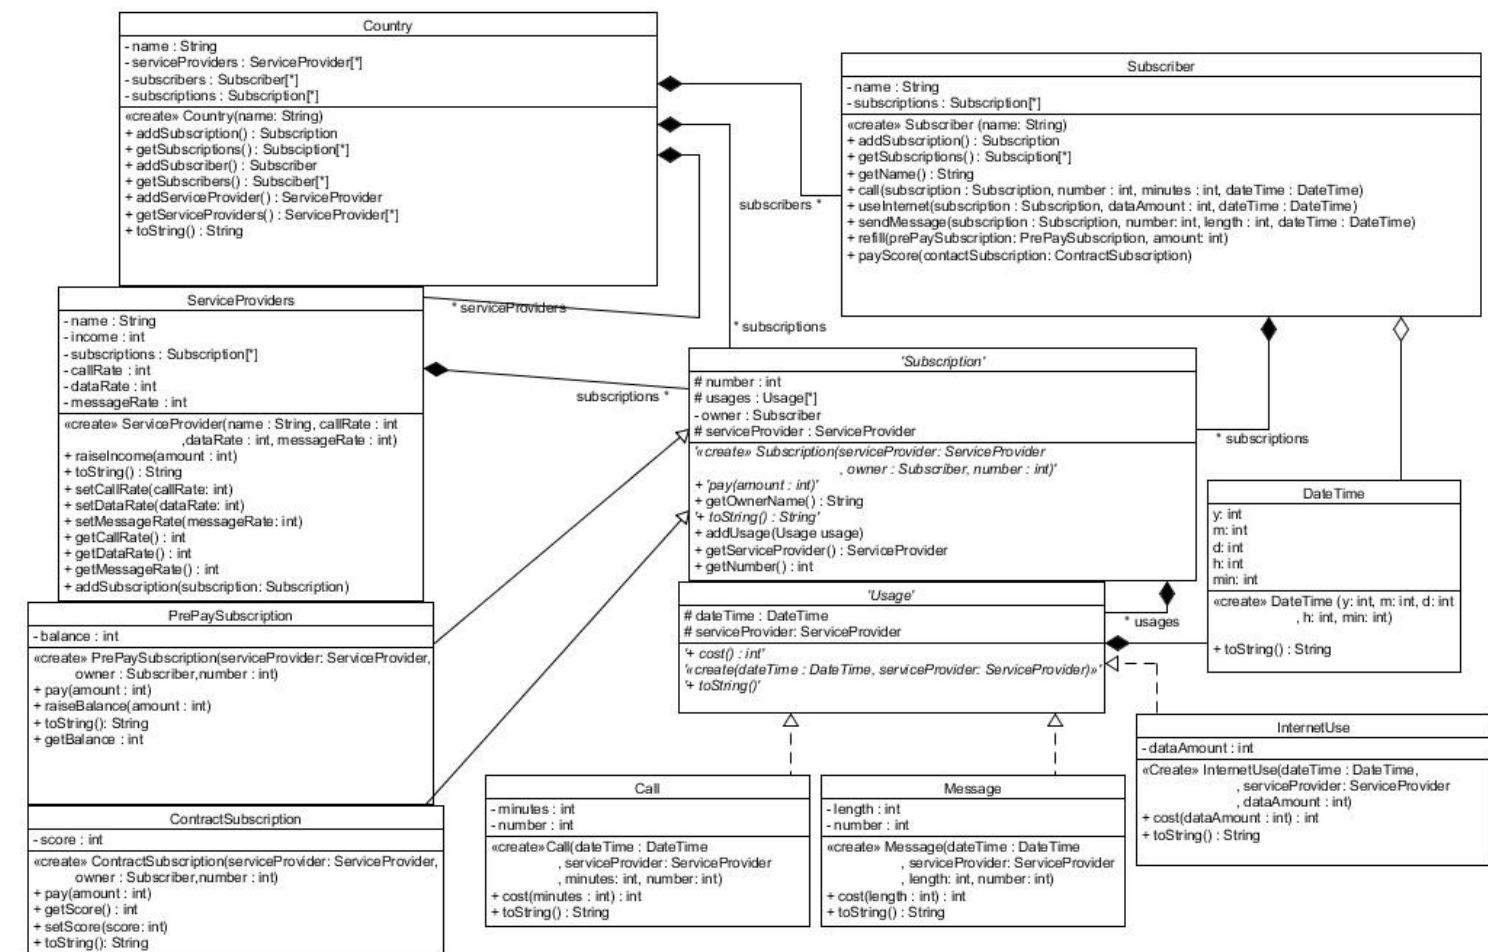 Country
- name : String
- serviceProviders : ServiceProvider[*]
- subscribers : Subscriber[*]
- subscriptions : Subscription[*]
«create» Country(name: String)
+ addSubscription() : Subscription
+ getSubscriptions() : Subsciption[*]
+ addSubscriber() : Subscriber
+ getSubscribers() : Subsciber[*]
+ addServiceProvider() : ServiceProvider
+ getServiceProviders() : ServiceProvider[*]
+ toString() : String
Subscriber
- name : String
- subscriptions : Subscription[*]
«create» Subscriber (name: String)
+ addSubscription() : Subscription
+ getSubscriptions() : Subsciption[*]
+ getName() : String
+ call(subscription : Subscription, number : int, minutes : int, dateTime : DateTime)
+ useInternet(subscription : Subscription, dataAmount : int, dateTime : DateTime)
+ sendMessage(subscription : Subscription, number: int, length : int, dateTime : DateTime)
+ refill(prePaySubscription: PrePaySubscription, amount: int)
+ payScore(contactSubscription: ContractSubscription)
subscribers *
* serviceProviders
* subscriptions
subscriptions *
* subscriptions
ServiceProviders
- name : String
- income : int
- subscriptions : Subscription[*]
- callRate : int
- dataRate : int
- messageRate : int
«create» ServiceProvider(name : String, callRate : int
,dataRate : int, messageRate : int)
+ raiseIncome(amount : int)
+ toString() : String
+ setCallRate(callRate: int)
+ setDataRate(dataRate: int)
+ setMessageRate(messageRate: int)
+ getCallRate() : int
+ getDataRate() : int
+ getMessageRate() : int
+ addSubscription(subscription: Subscription)
'Subscription'
# number : int
# usages : Usage[*]
- owner : Subscriber
# serviceProvider : ServiceProvider
'«create» Subscription(serviceProvider: ServiceProvider
, owner : Subscriber, number : int)'
+ 'pay(amount : int)'
+ getOwnerName() : String
'+ toString() : String'
+ addUsage(Usage usage)
+ getServiceProvider() : ServiceProvider
+ getNumber() : int
DateTime
y: int
m: int
d: int
h: int
min: int
«create» DateTime (y: int, m: int, d: int
, h: int, min: int)
+ toString() : String
'Usage'
# dateTime : DateTime
# serviceProvider: ServiceProvider
'+ cost() : int'
'«create(dateTime : DateTime, serviceProvider: ServiceProvider)»'
'+ toString()'
* usages
PrePaySubscription
- balance : int
«create» PrePaySubscription(serviceProvider: ServiceProvider,
owner : Subscriber,number : int)
+ pay(amount : int)
+ raiseBalance(amount : int)
+ toString(): String
+ getBalance : int
ContractSubscription
- score : int
«create» ContractSubscription(serviceProvider: ServiceProvider,
owner : Subscriber,number : int)
+ pay(amount : int)
+ getScore() : int
+ setScore(score: int)
+ toString(): String
Call
- minutes : int
- number : int
«create»Call(dateTime : DateTime
, serviceProvider: ServiceProvider
, minutes: int, number: int)
+ cost(minutes : int) : int
+ toString() : String
Message
- length : int
- number : int
«create» Message(dateTime : DateTime
, serviceProvider: ServiceProvider
, length: int, number: int)
+ cost(length : int) : int
+ toString() : String
InternetUse
- dataAmount : int
«Create» InternetUse(dateTime : DateTime,
, serviceProvider: ServiceProvider
, dataAmount : int)
+ cost(dataAmount : int) : int
+ toString() : String